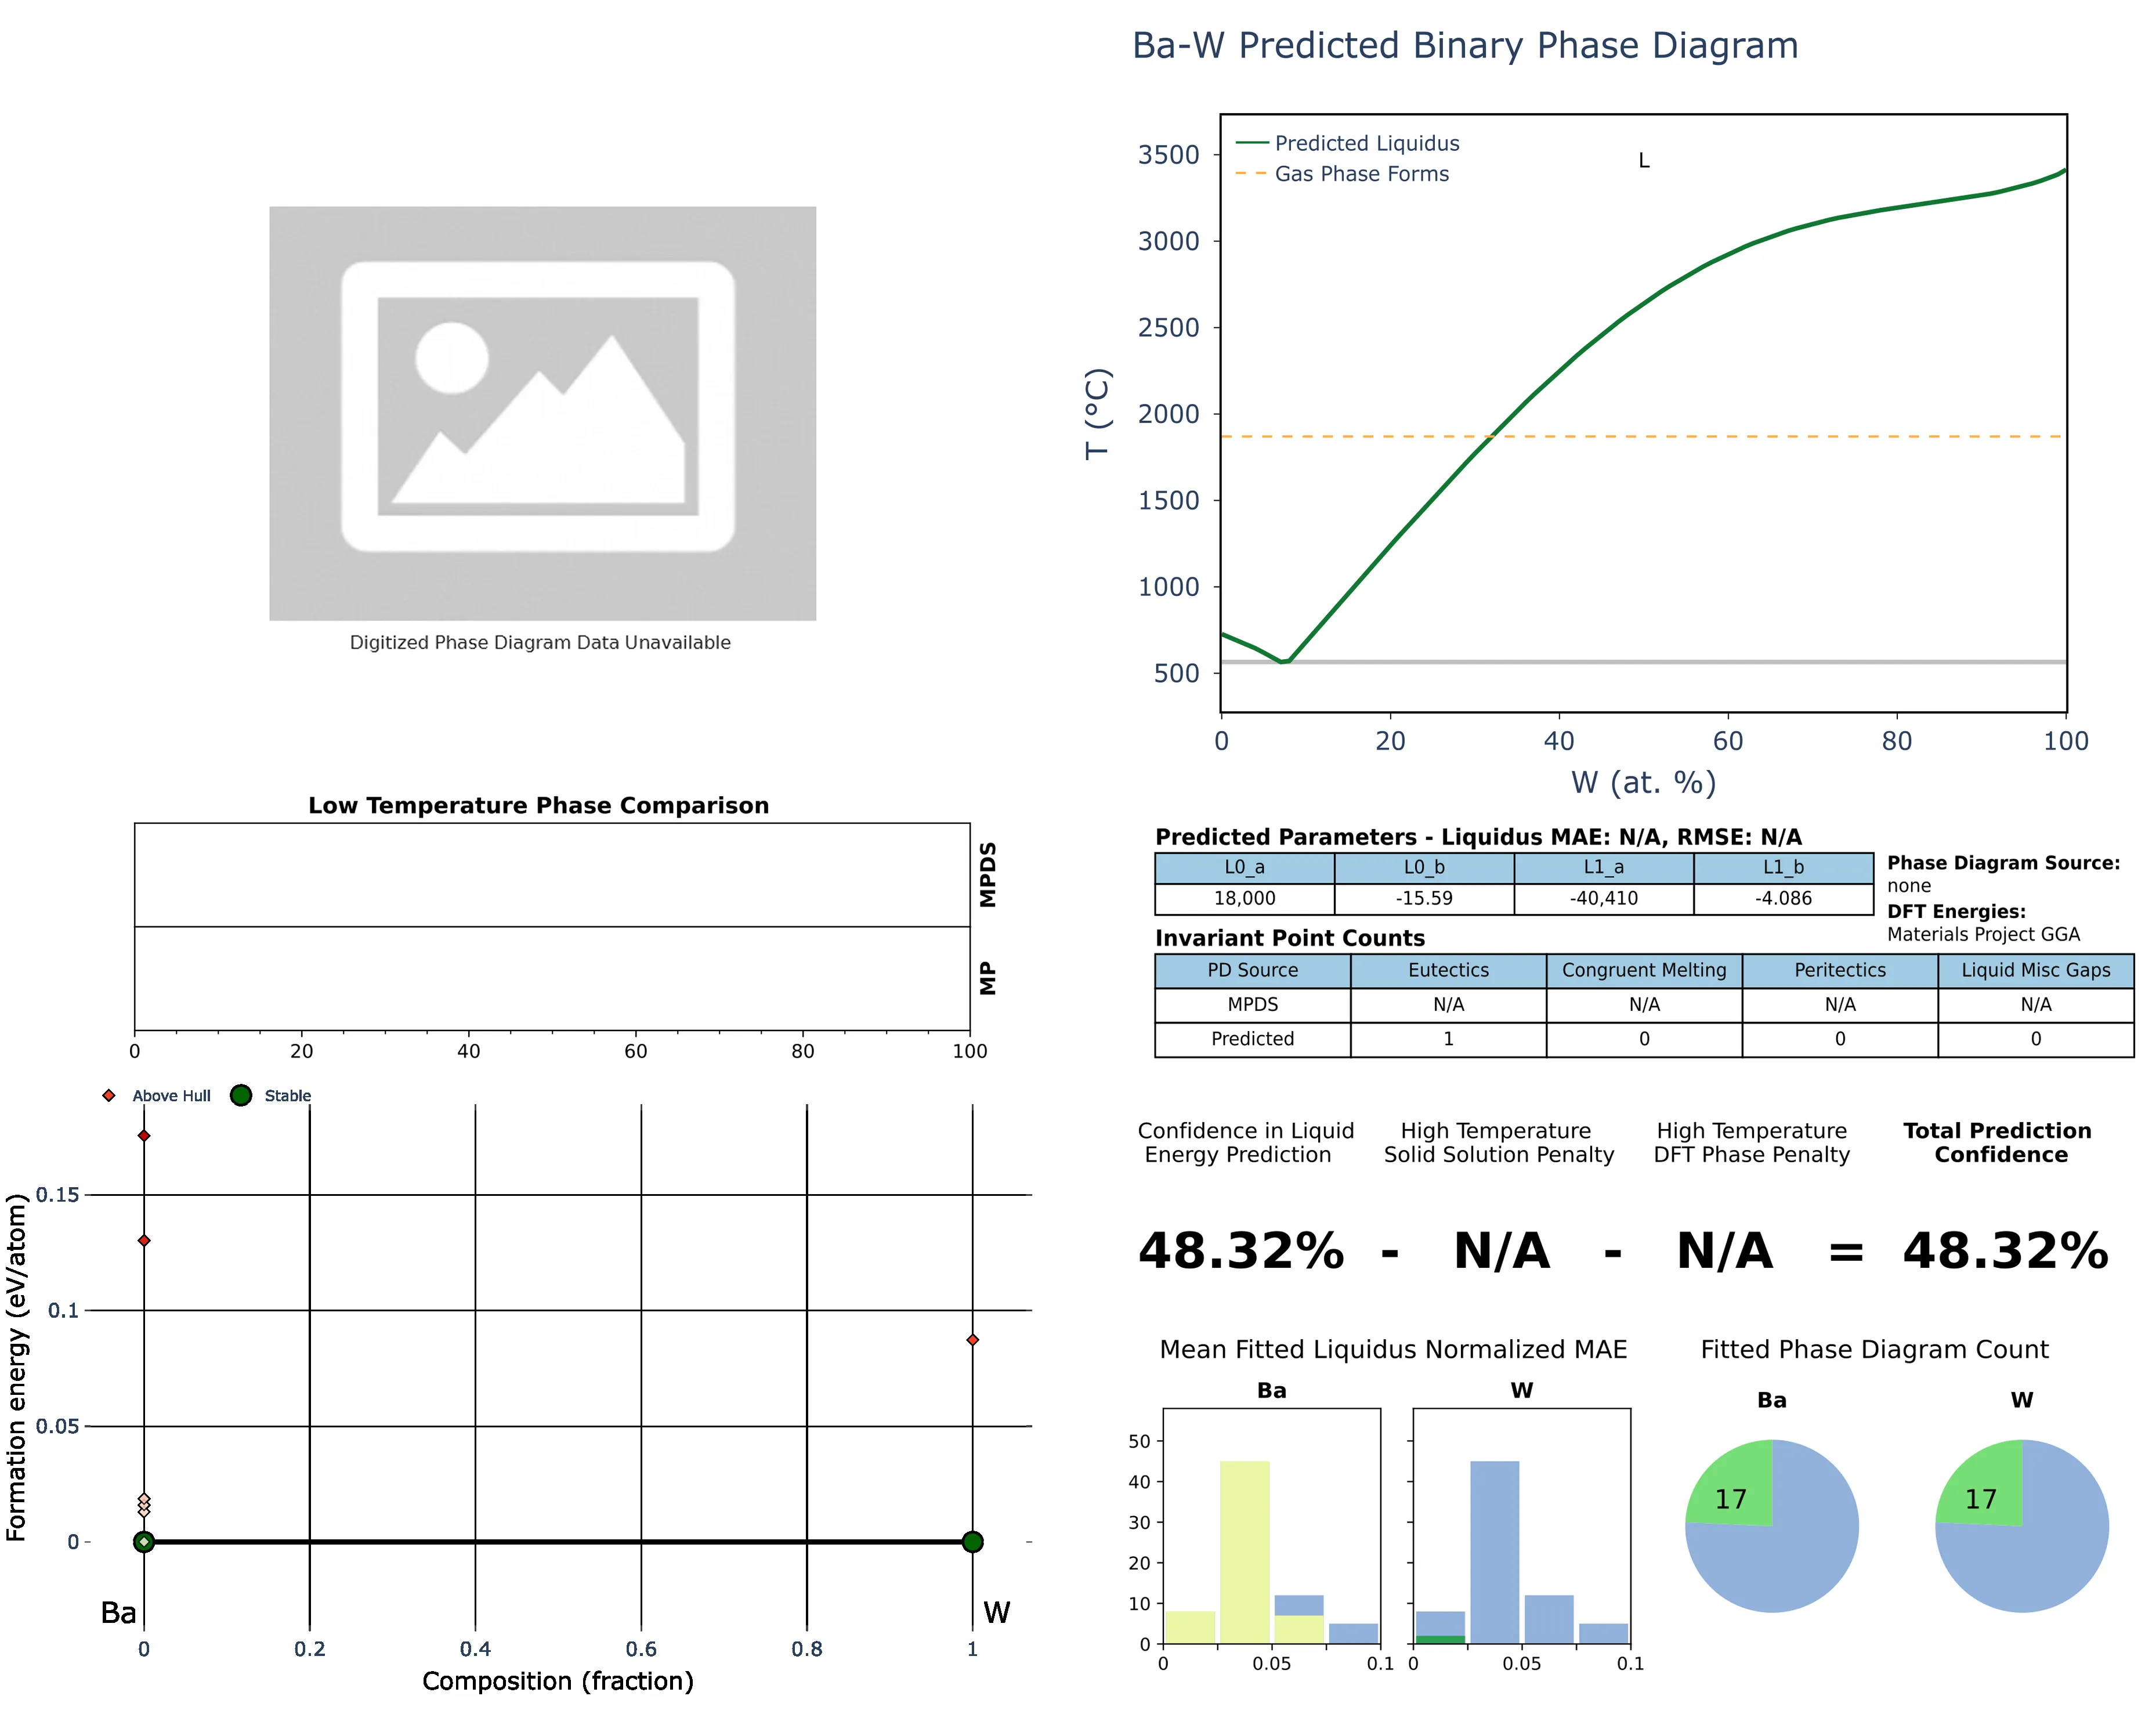 Ba-W Predicted Binary Phase Diagram
Predicted Liquidus
Gas Phase Forms
L
3500
3000
2500
2000
1500
1000
500
T (°C)
0 20 40 60 80 100
W (at. %)
Digitized Phase Diagram Data Unavailable
Low Temperature Phase Comparison
MPDS
MP
0 20 40 60 80 100
Predicted Parameters - Liquidus MAE: N/A, RMSE: N/A
L0_a L0_b L1_a L1_b
18,000 -15.59 -40,410 -4.086
Phase Diagram Source:
none
DFT Energies:
Materials Project GGA
Invariant Point Counts
PD Source Eutectics Congruent Melting Peritectics Liquid Misc Gaps
MPDS N/A N/A N/A N/A
Predicted 1 0 0 0
Above Hull Stable
0.15
0.1
0.05
0
Formation energy (eV/atom)
Ba W
0 0.2 0.4 0.6 0.8 1
Composition (fraction)
Confidence in Liquid
Energy Prediction
High Temperature
Solid Solution Penalty
High Temperature
DFT Phase Penalty
Total Prediction
Confidence
48.32% - N/A - N/A = 48.32%
Mean Fitted Liquidus Normalized MAE
Ba W
50
40
30
20
10
0
0 0.05 0.1 0 0.05 0.1
Fitted Phase Diagram Count
Ba W
17 17